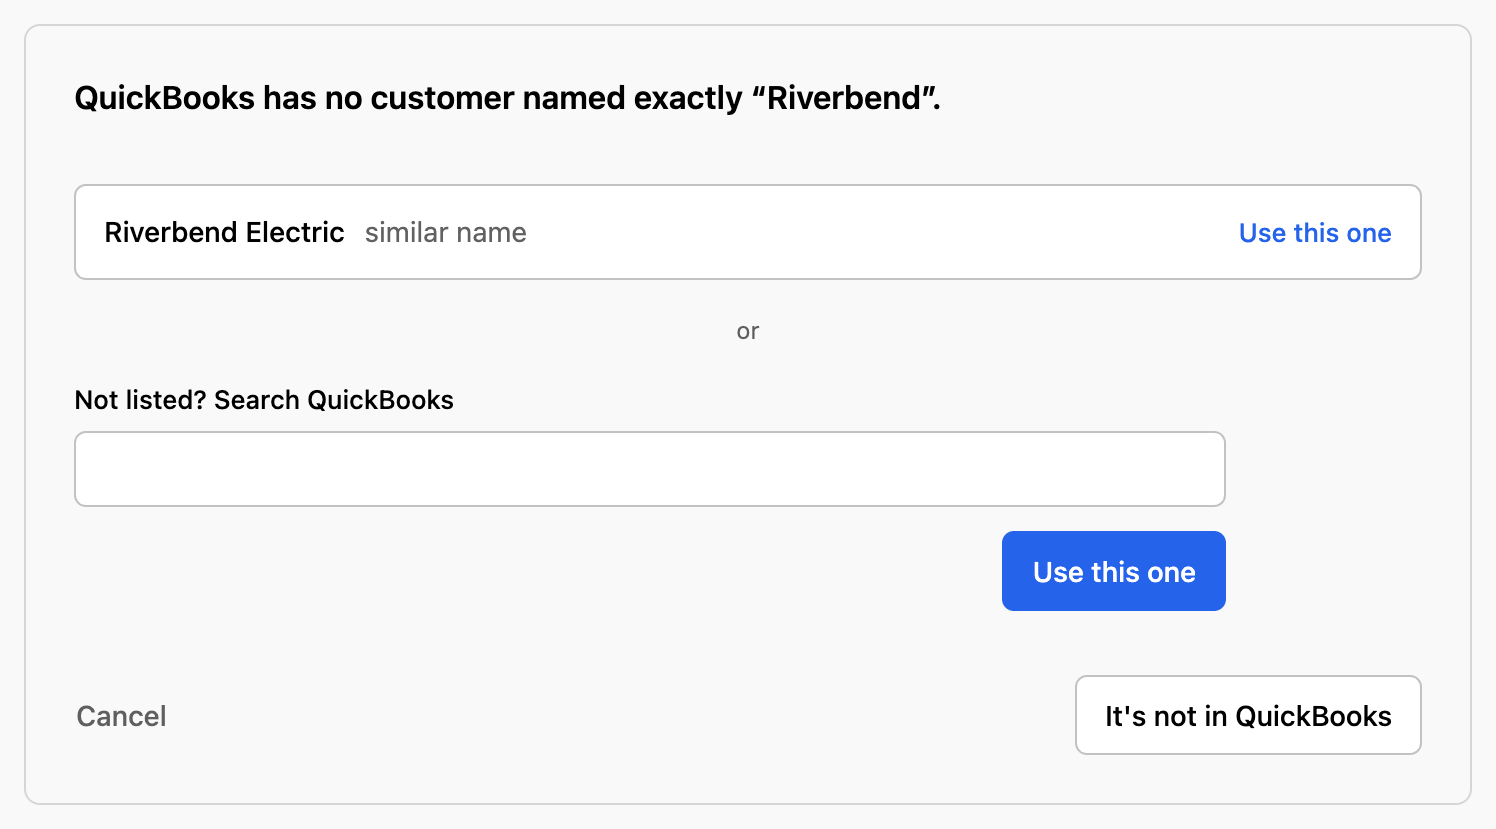 QuickBooks has no customer named exactly “Riverbend”.
Riverbend Electric similar name Use this one
or
Not listed? Search QuickBooks
Use this one
Cancel It's not in QuickBooks